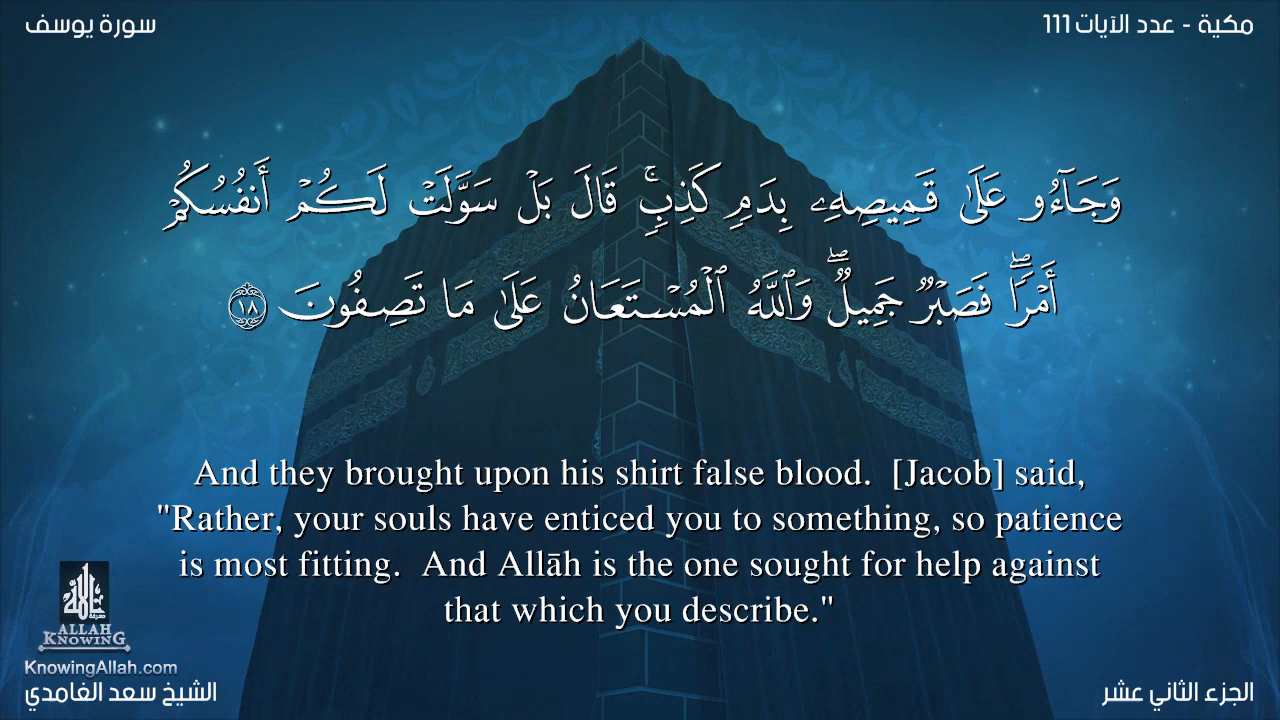 سورة يوسف
مكية - عدد الآيات 111
وَجَآءُو عَلَىٰ قَمِيصِهِۦ بِدَمٍ كَذِبٍۚ قَالَ بَلْ سَوَّلَتْ لَكُمْ أَنفُسُكُمْ
أَمْرًاۖ فَصَبْرٌ جَمِيلٌۖ وَٱللَّهُ ٱلْمُسْتَعَانُ عَلَىٰ مَا تَصِفُونَ ١٨
And they brought upon his shirt false blood. [Jacob] said,
"Rather, your souls have enticed you to something, so patience
is most fitting. And Allāh is the one sought for help against
that which you describe."
ALLAH
KNOWING
KnowingAllah.com
الشيخ سعد الغامدي
الجزء الثاني عشر